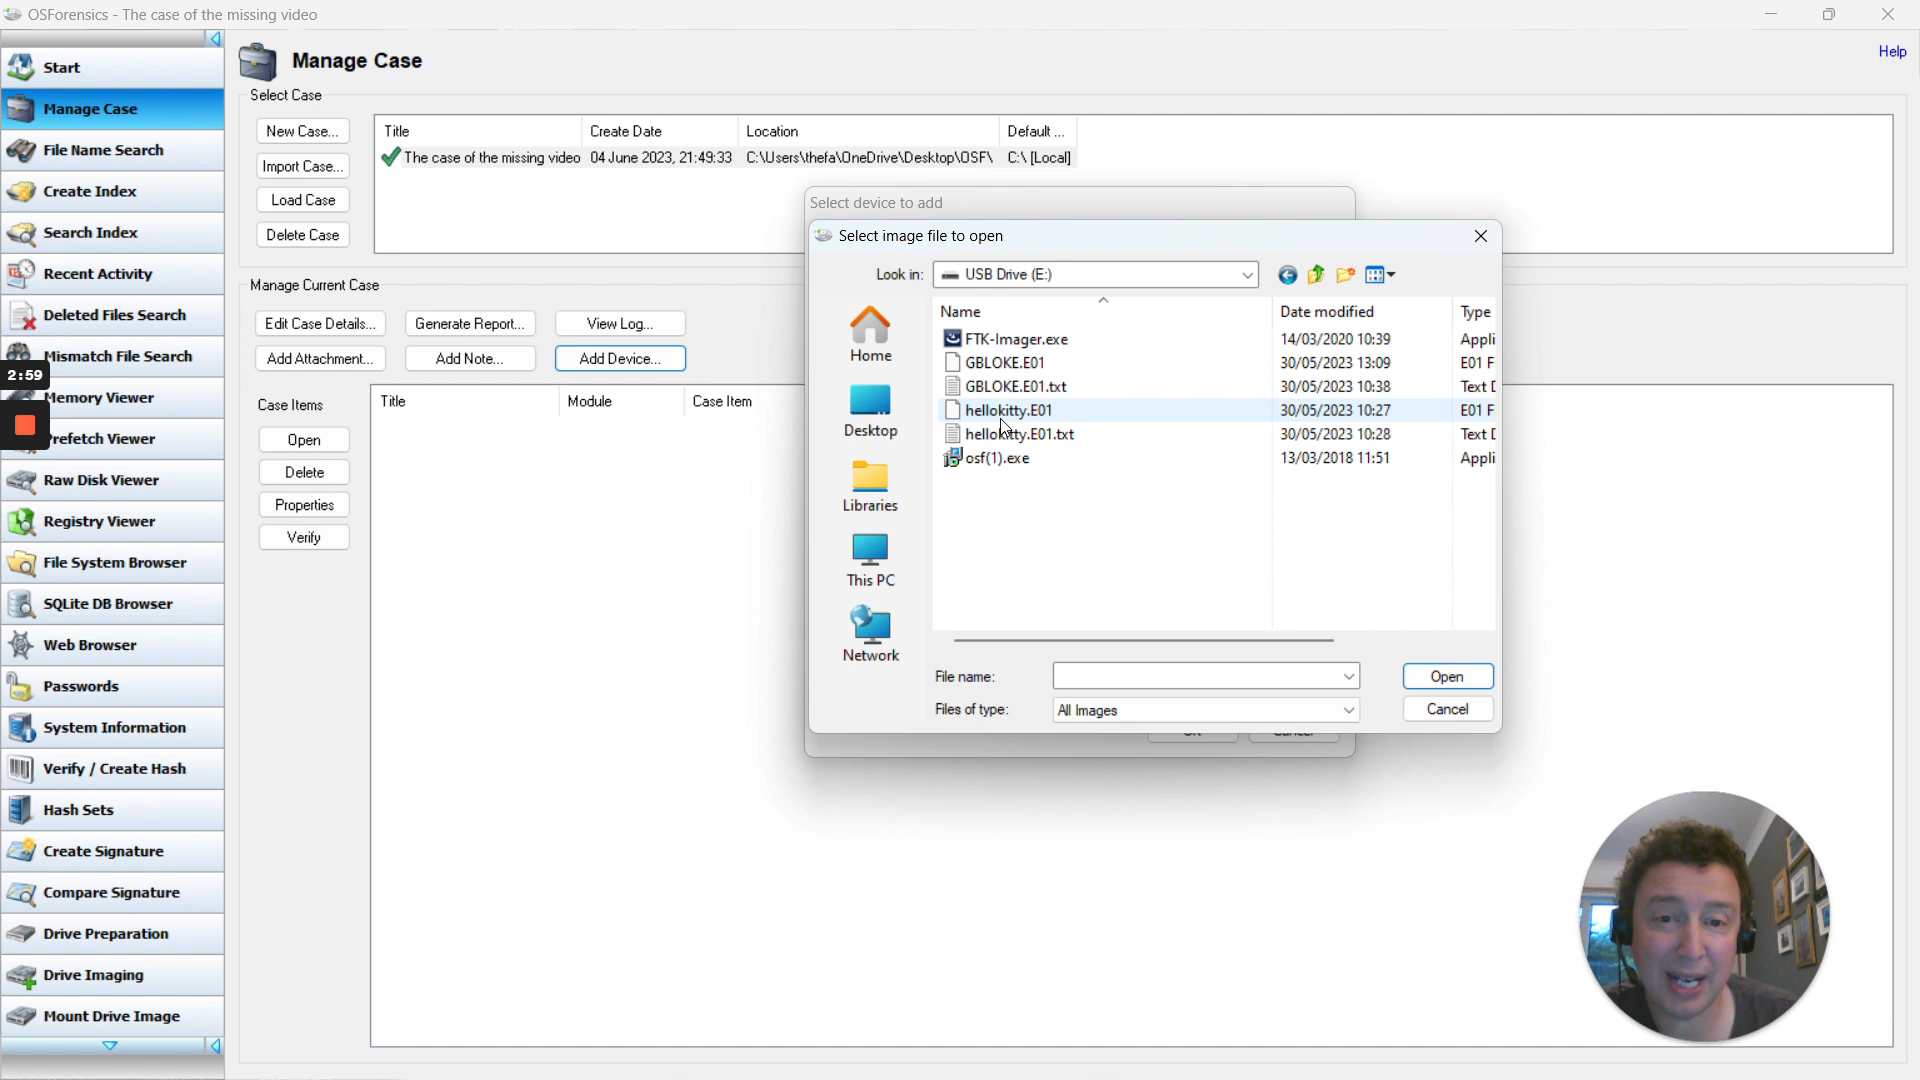 OSForensics - The case of the missing video
Start
Manage Case
File Name Search
Create Index
Search Index
Recent Activity
Deleted Files Search
Mismatch File Search
2:59
Memory Viewer
Prefetch Viewer
Raw Disk Viewer
Registry Viewer
File System Browser
SQLite DB Browser
Web Browser
Passwords
System Information
Verify / Create Hash
Hash Sets
Create Signature
Compare Signature
Drive Preparation
Drive Imaging
Mount Drive Image
Manage Case
Help
Select Case
New Case...
Import Case...
Load Case
Delete Case
Title Create Date Location Default ...
The case of the missing video 04 June 2023, 21:49:33 C:\Users\thefa\OneDrive\Desktop\OSF\ C:\ [Local]
Manage Current Case
Edit Case Details... Generate Report... View Log...
Add Attachment... Add Note... Add Device...
Case Items
Open
Delete
Properties
Verify
Title Module Case Item
Select device to add
Select image file to open
Look in: USB Drive (E:)
Home
Desktop
Libraries
This PC
Network
Name Date modified Type
FTK-Imager.exe 14/03/2020 10:39 Appli
GBLOKE.E01 30/05/2023 13:09 E01 F
GBLOKE.E01.txt 30/05/2023 10:38 Text D
hellokitty.E01 30/05/2023 10:27 E01 F
hellokitty.E01.txt 30/05/2023 10:28 Text D
osf(1).exe 13/03/2018 11:51 Appli
File name: Open
Files of type: All Images Cancel